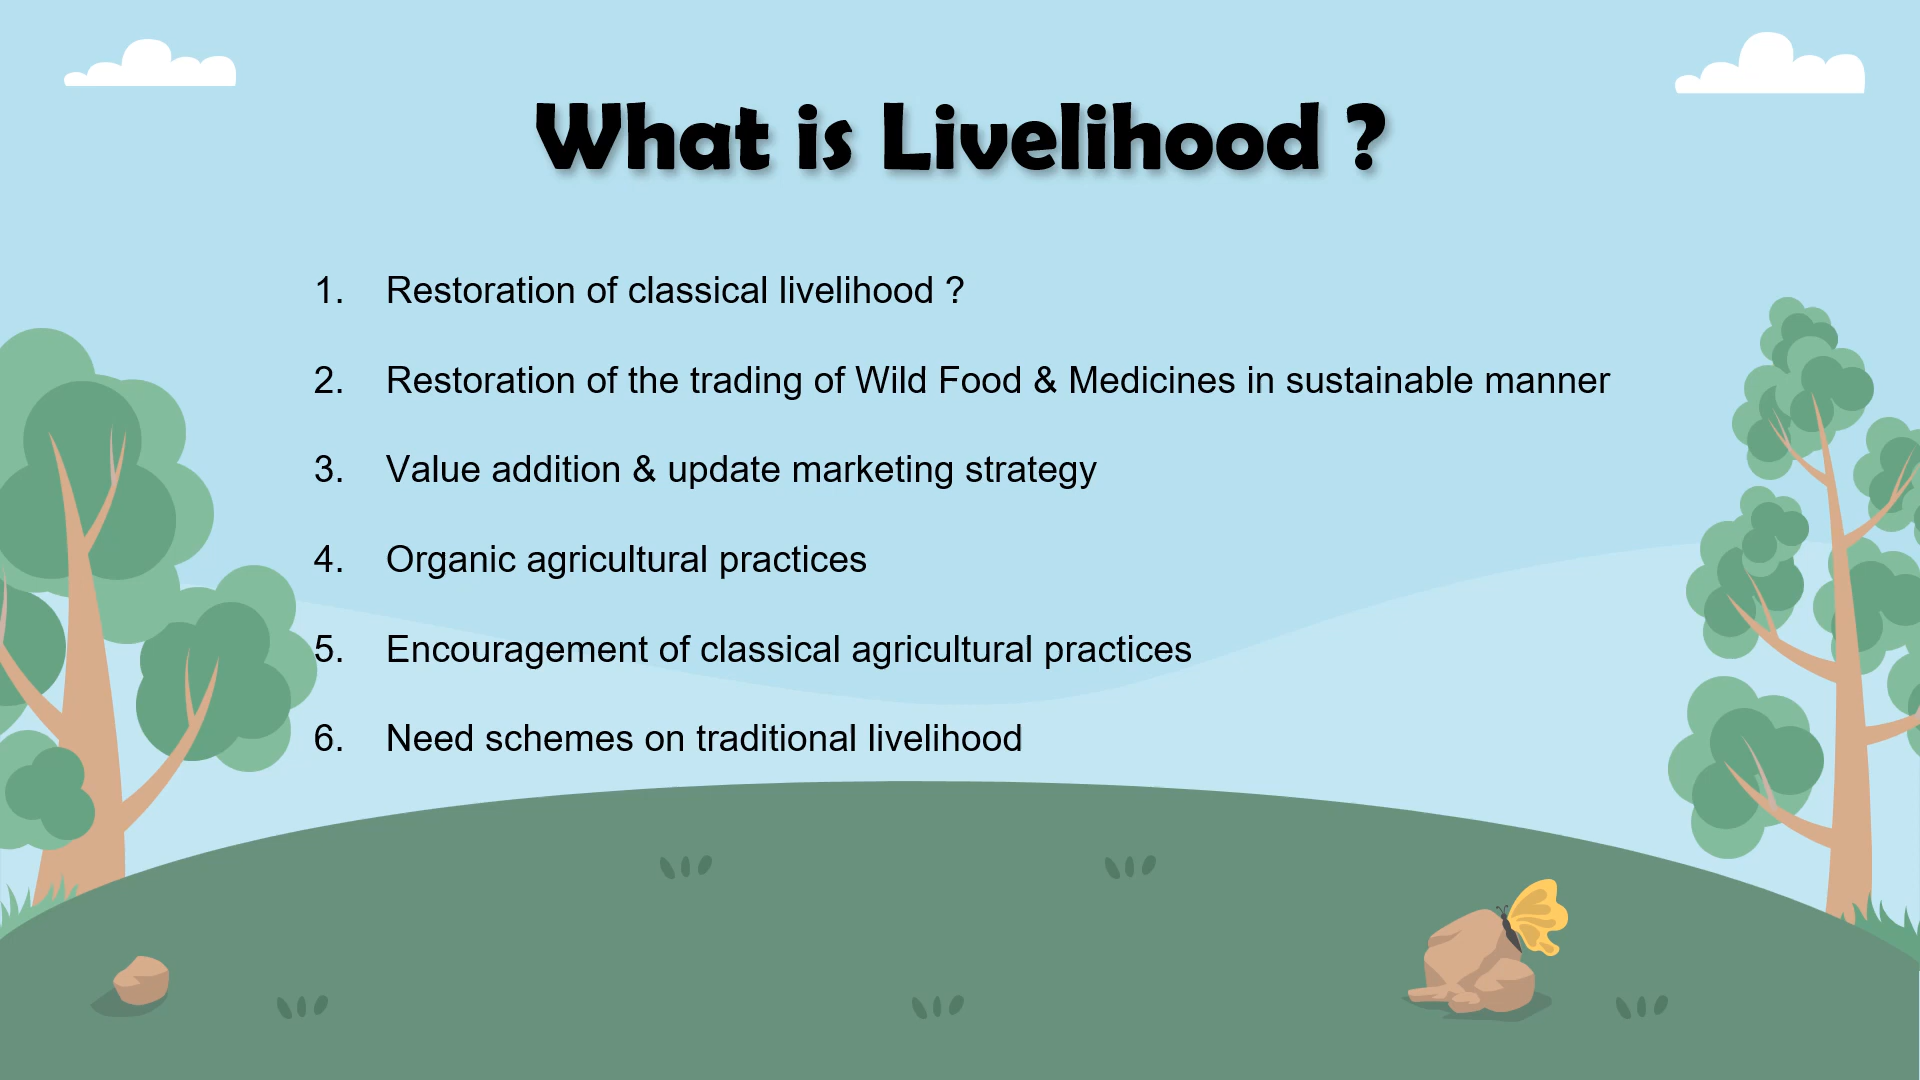 What is Livelihood ?
1. Restoration of classical livelihood ?
2. Restoration of the trading of Wild Food & Medicines in sustainable manner
3. Value addition & update marketing strategy
4. Organic agricultural practices
5. Encouragement of classical agricultural practices
6. Need schemes on traditional livelihood